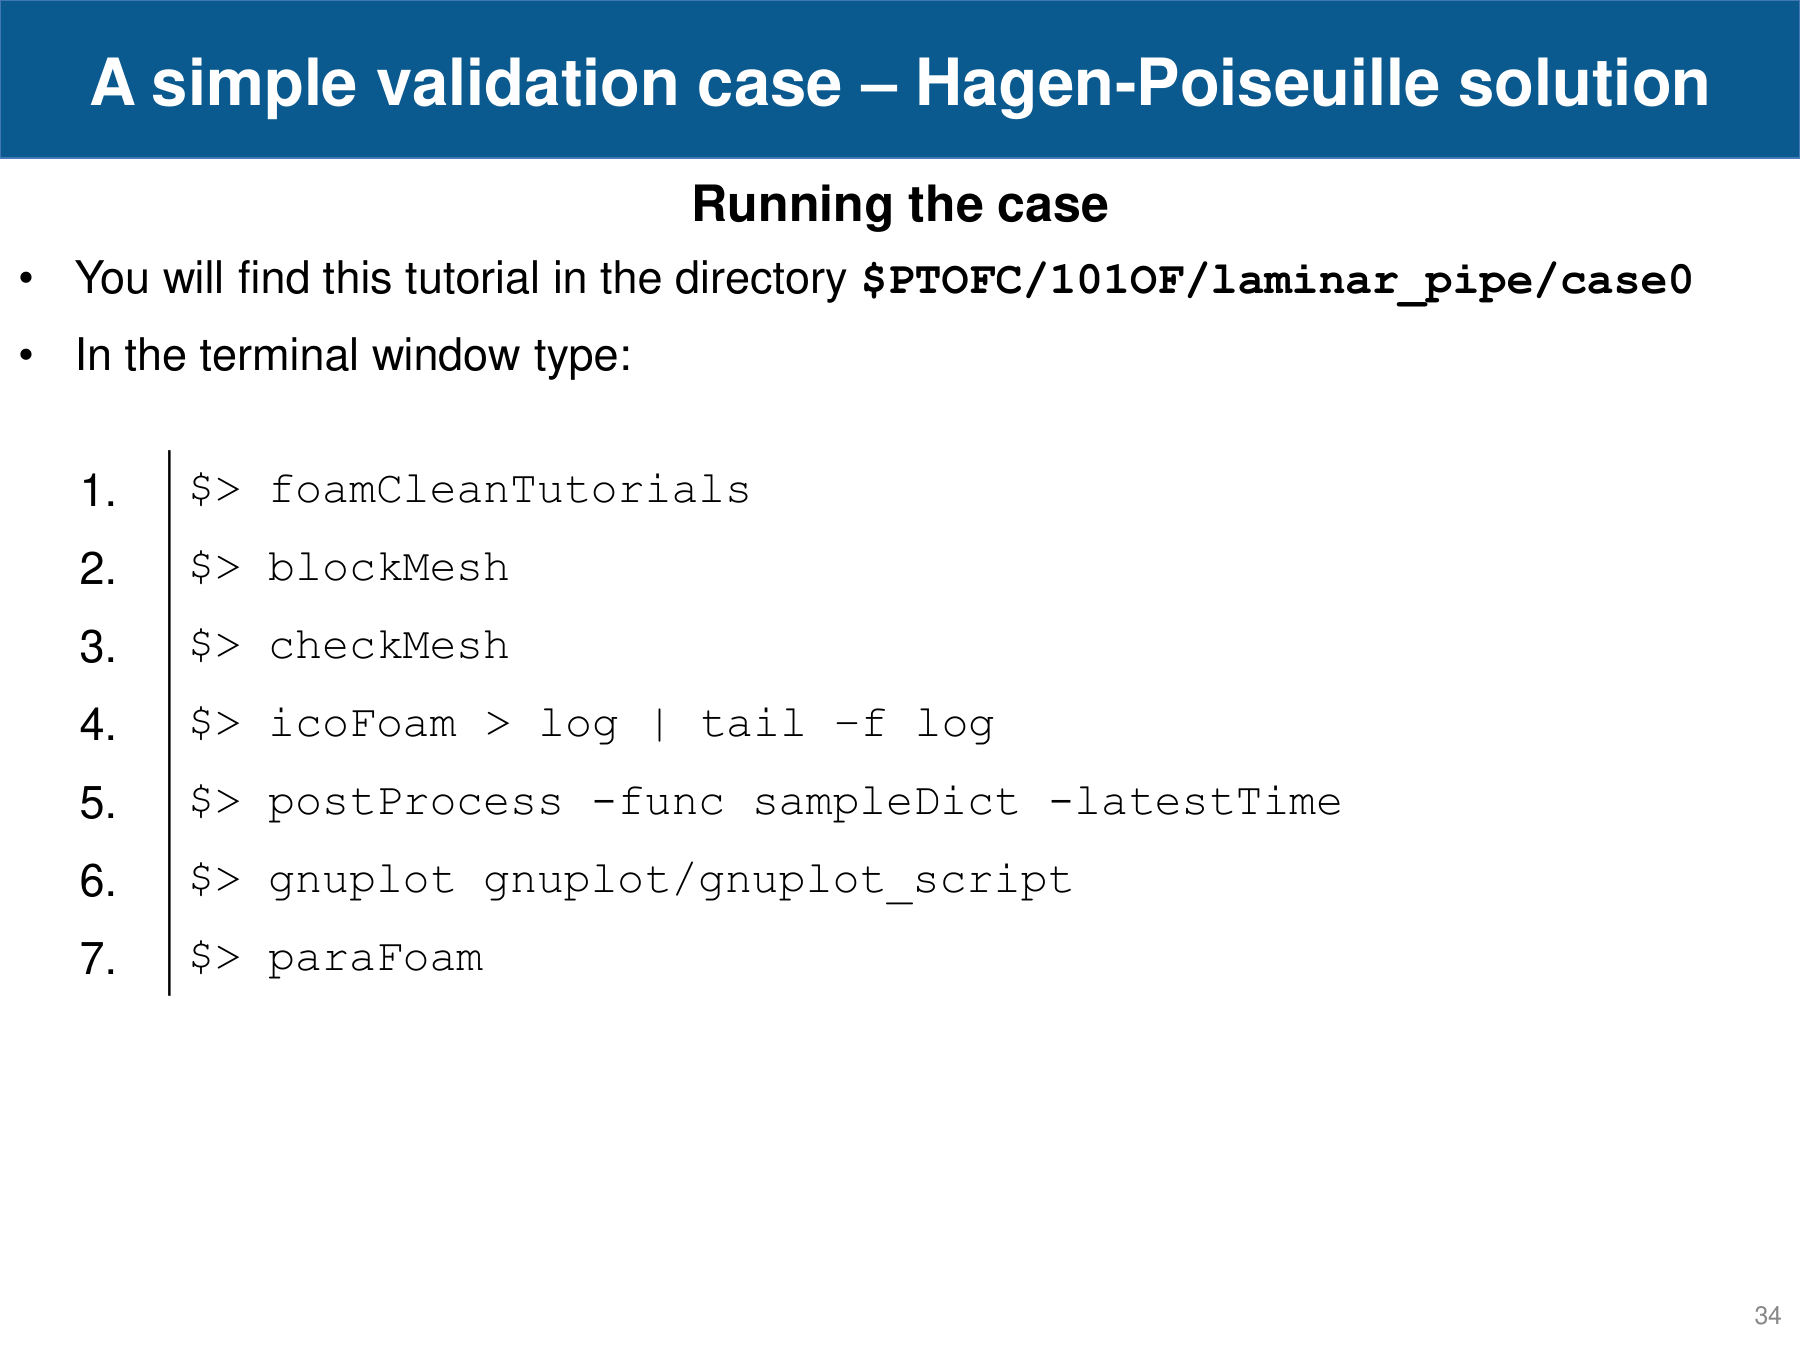 A simple validation case – Hagen-Poiseuille solution
Running the case
• You will find this tutorial in the directory $PTOFC/101OF/laminar_pipe/case0
• In the terminal window type:
1. $> foamCleanTutorials
2. $> blockMesh
3. $> checkMesh
4. $> icoFoam > log | tail –f log
5. $> postProcess -func sampleDict -latestTime
6. $> gnuplot gnuplot/gnuplot_script
7. $> paraFoam
34